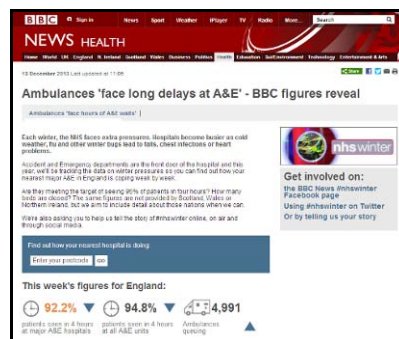 BBC Sign in News Sport Weather iPlayer TV Radio More... Search
NEWS HEALTH
Home World UK England N. Ireland Scotland Wales Business Politics Health Education Sci/Environment Technology Entertainment & Arts
13 December 2013 Last updated at 11:09
Share
Ambulances 'face long delays at A&E' - BBC figures reveal
Ambulances 'face hours of A&E waits'
Each winter, the NHS faces extra pressures. Hospitals become busier as cold
weather, flu and other winter bugs lead to falls, chest infections or heart
problems.
Accident and Emergency departments are the front door of the hospital and this
year, we'll be tracking the data on winter pressures so you can find out how your
nearest major A&E in England is coping week by week.
Are they meeting the target of seeing 95% of patients in four hours? How many
beds are closed? The same figures are not provided by Scotland, Wales or
Northern Ireland, but we aim to include detail about those nations when we can.
We're also asking you to help us tell the story of #nhswinter online, on air and
through social media.
Find out how your nearest hospital is doing
Enter your postcode GO
This week's figures for England:
92.2% 94.8% 4,991
patients seen in 4 hours patients seen in 4 hours Ambulances
at major A&E hospitals at all A&E units queuing
nhswinter
Get involved on:
the BBC News #nhswinter
Facebook page
Using #nhswinter on Twitter
Or by telling us your story